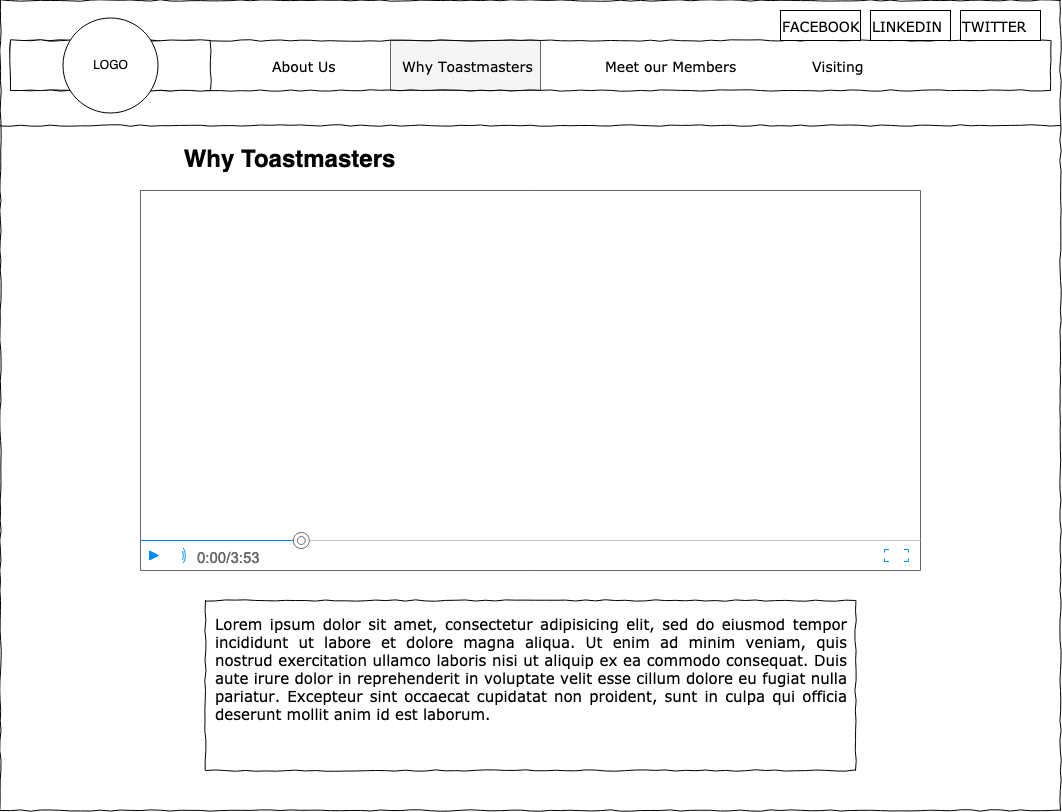 FACEBOOK LINKEDIN TWITTER
LOGO
About Us Why Toastmasters Meet our Members Visiting
Why Toastmasters
0:00/3:53
Lorem ipsum dolor sit amet, consectetur adipisicing elit, sed do eiusmod tempor
incididunt ut labore et dolore magna aliqua. Ut enim ad minim veniam, quis
nostrud exercitation ullamco laboris nisi ut aliquip ex ea commodo consequat. Duis
aute irure dolor in reprehenderit in voluptate velit esse cillum dolore eu fugiat nulla
pariatur. Excepteur sint occaecat cupidatat non proident, sunt in culpa qui officia
deserunt mollit anim id est laborum.